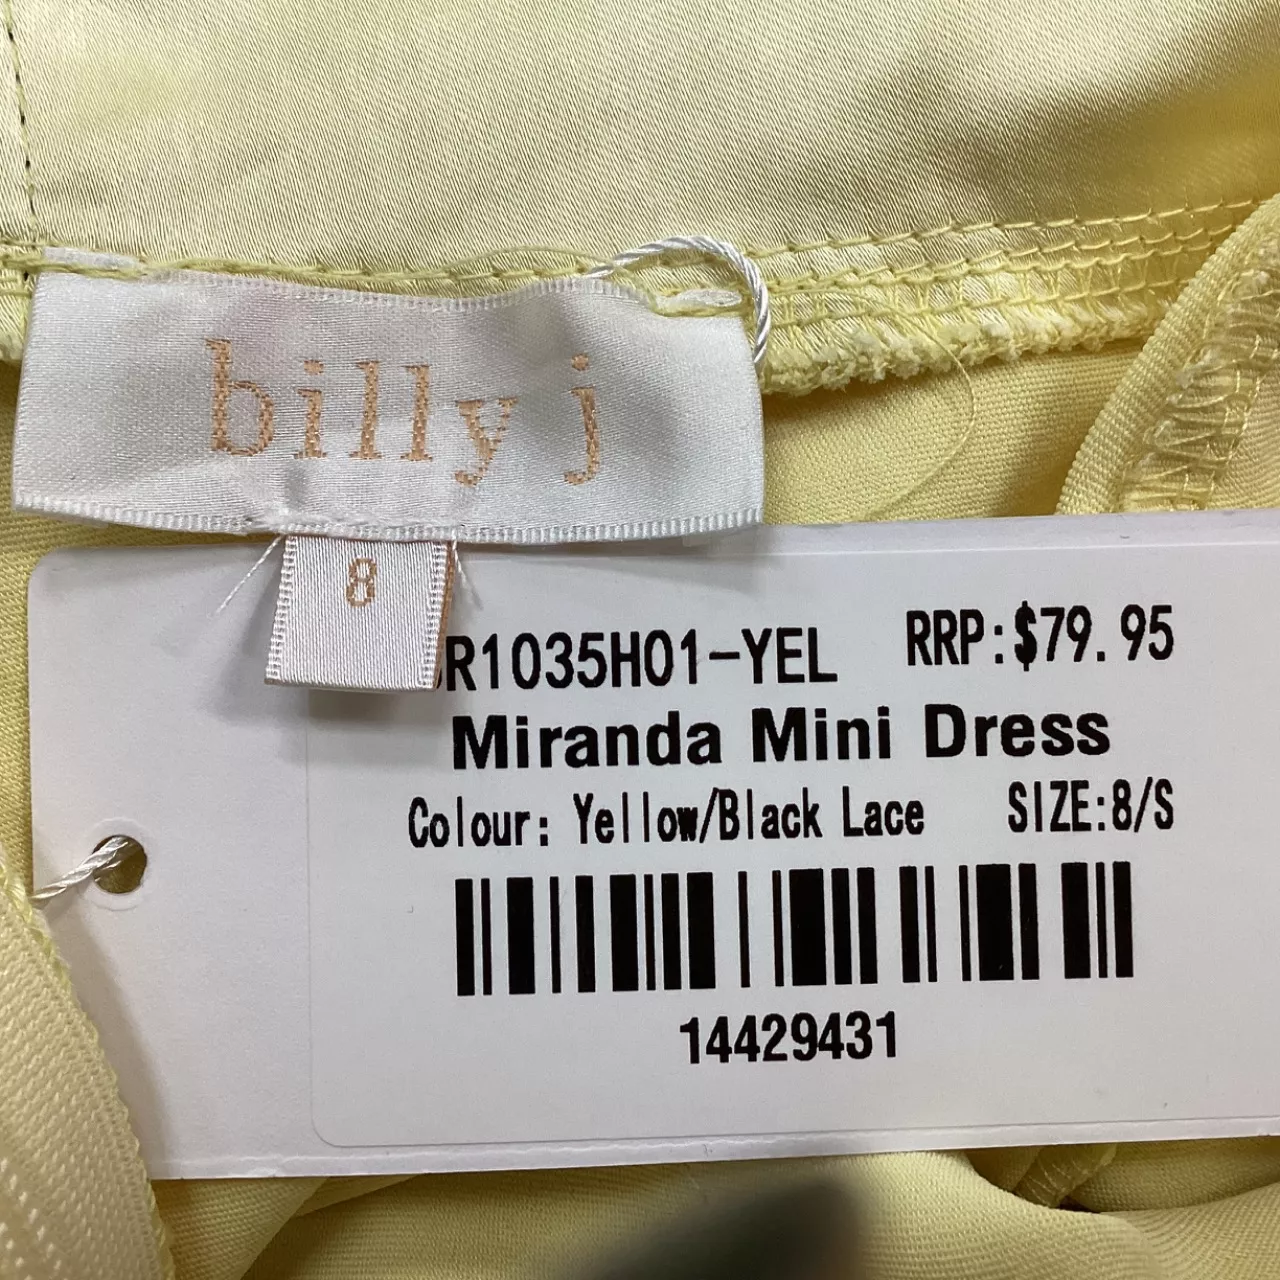 billy j
8
R1035H01-YEL RRP:$79.95
Miranda Mini Dress
Colour: Yellow/Black Lace SIZE:8/S
14429431